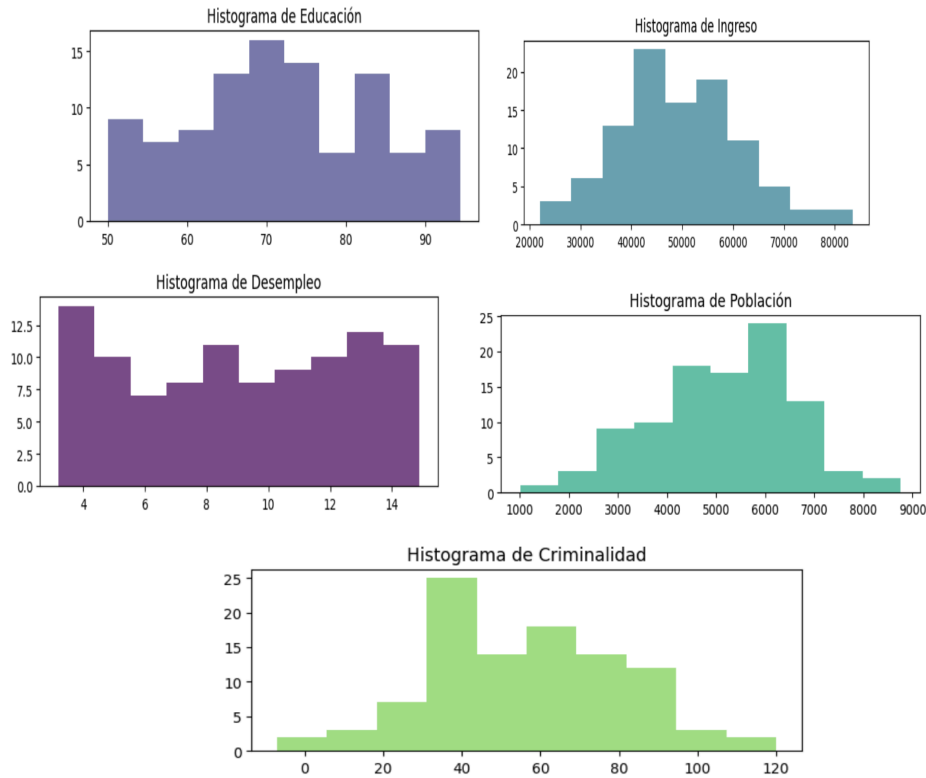 Histograma de Educación
15
10
5
0
50 60 70 80 90
Histograma de Ingreso
20
15
10
5
0
20000 30000 40000 50000 60000 70000 80000
Histograma de Desempleo
12.5
10.0
7.5
5.0
2.5
0.0
4 6 8 10 12 14
Histograma de Población
25
20
15
10
5
0
1000 2000 3000 4000 5000 6000 7000 8000 9000
Histograma de Criminalidad
25
20
15
10
5
0
0 20 40 60 80 100 120